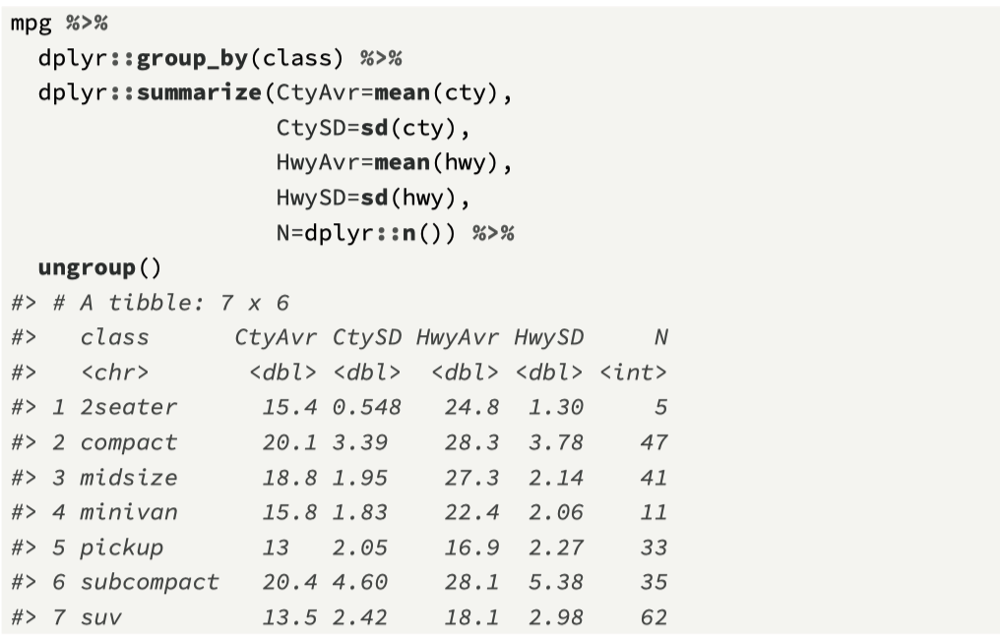 mpg %>%
  dplyr::group_by(class) %>%
  dplyr::summarize(CtyAvr=mean(cty),
                   CtySD=sd(cty),
                   HwyAvr=mean(hwy),
                   HwySD=sd(hwy),
                   N=dplyr::n()) %>%
  ungroup()
#> # A tibble: 7 x 6
#>   class      CtyAvr CtySD HwyAvr HwySD     N
#>   <chr>       <dbl> <dbl>  <dbl> <dbl> <int>
#> 1 2seater      15.4 0.548   24.8  1.30     5
#> 2 compact      20.1 3.39    28.3  3.78    47
#> 3 midsize      18.8 1.95    27.3  2.14    41
#> 4 minivan      15.8 1.83    22.4  2.06    11
#> 5 pickup       13   2.05    16.9  2.27    33
#> 6 subcompact   20.4 4.60    28.1  5.38    35
#> 7 suv          13.5 2.42    18.1  2.98    62